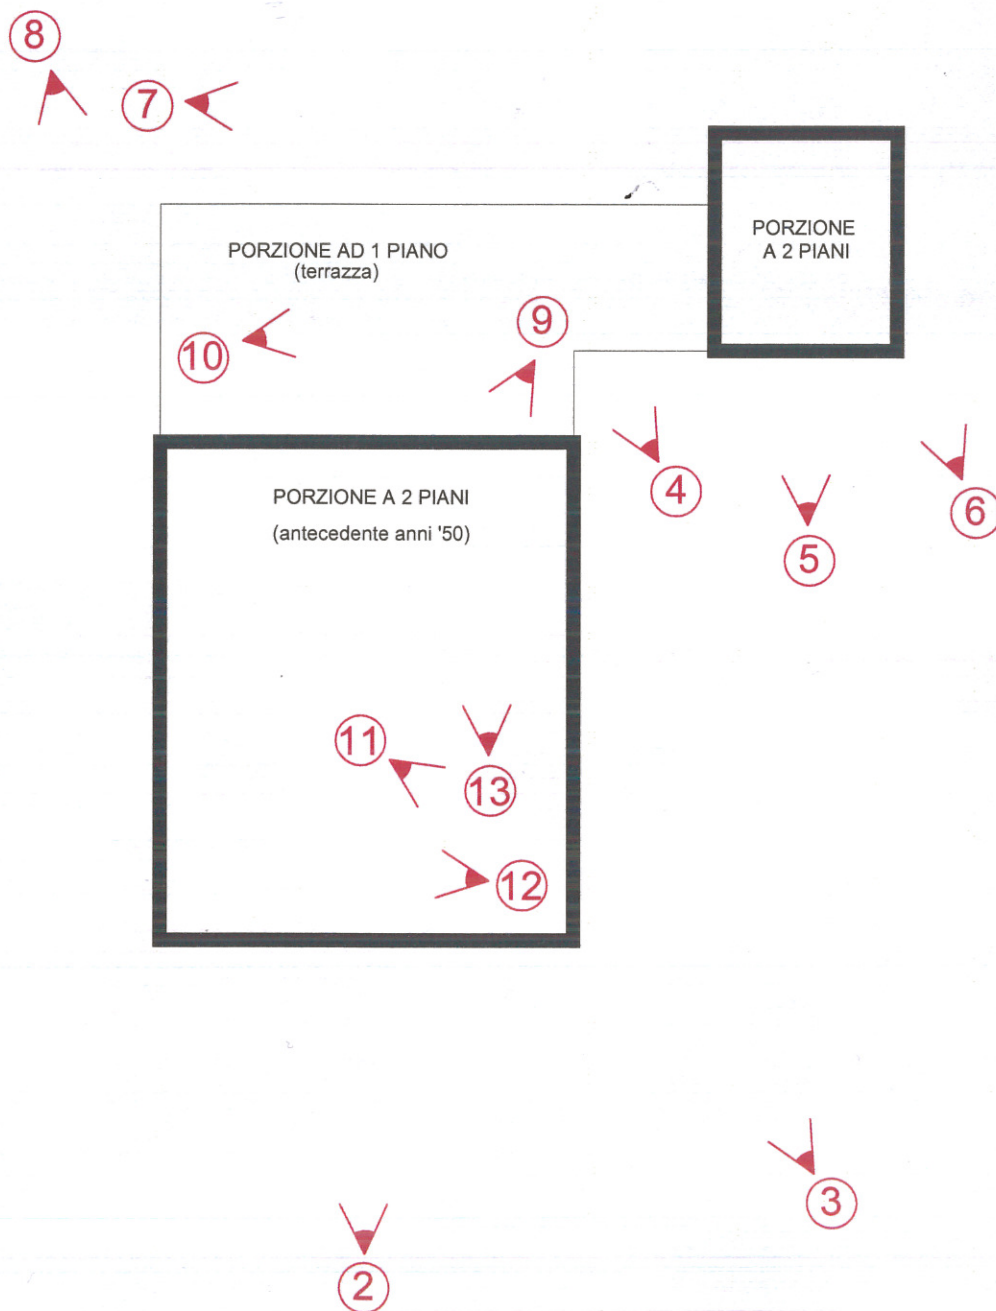 8
7
PORZIONE
A 2 PIANI
PORZIONE AD 1 PIANO
(terrazza)
9
10
PORZIONE A 2 PIANI
(antecedente anni '50)
4
6
5
11
13
12
3
2